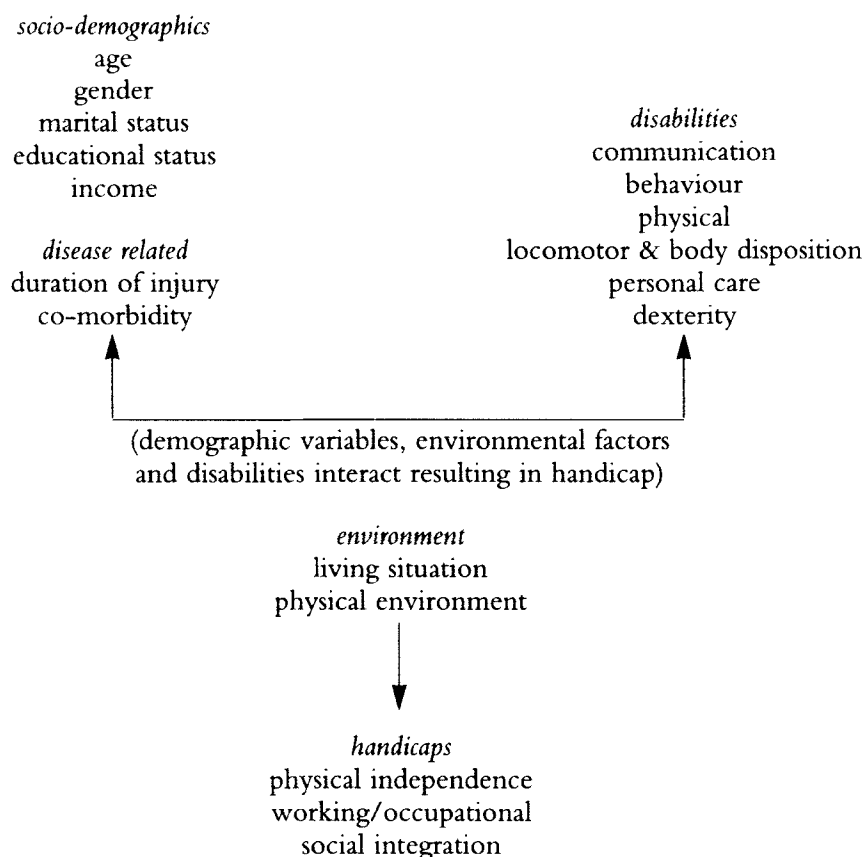 socio-demographics
age
gender
marital status
educational status
income
disease related
duration of injury
co-morbidity
disabilities
communication
behaviour
physical
locomotor & body disposition
personal care
dexterity
(demographic variables, environmental factors
and disabilities interact resulting in handicap)
environment
living situation
physical environment
handicaps
physical independence
working/occupational
social integration